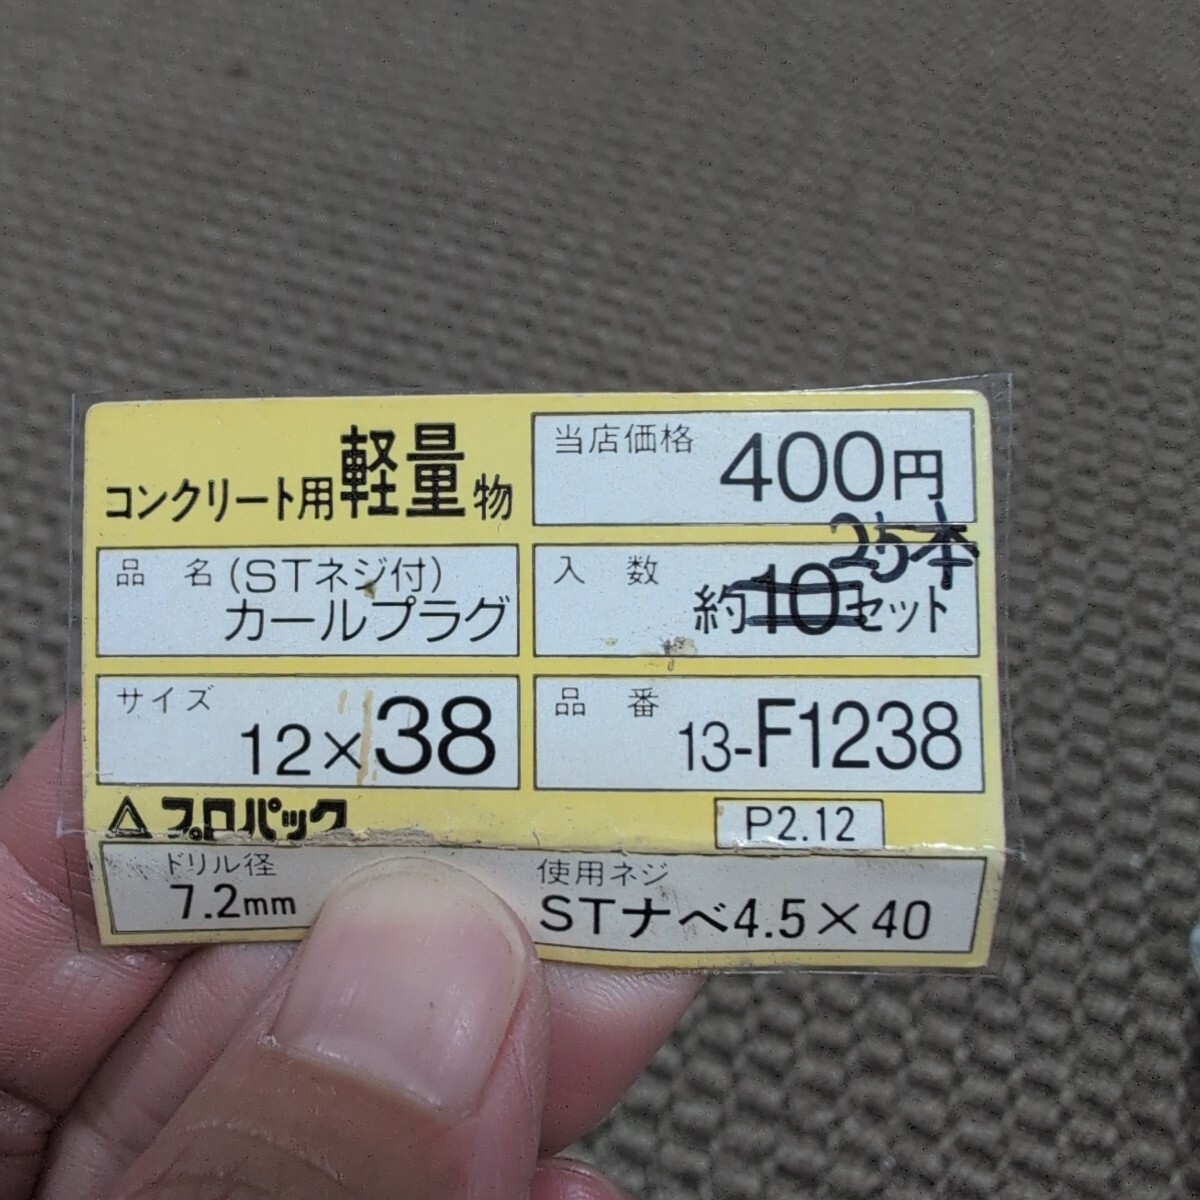 コンクリート用軽量物
当店価格 400円
品名 (STネジ付)
カールプラグ
25本
入数 約10セット
サイズ 12×38
品番 13-F1238
プロパック
P2.12
ドリル径
7.2mm
使用ネジ
STナベ4.5×40